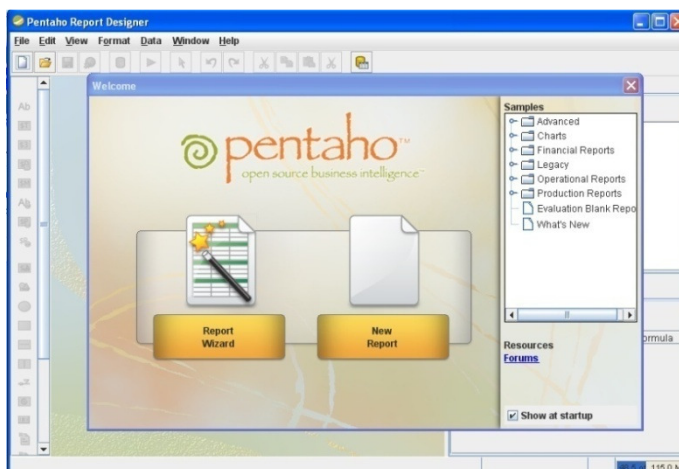 Pentaho Report Designer
File Edit View Format Data Window Help
Welcome
pentaho™
open source business intelligence™
Report
Wizard
New
Report
Samples
Advanced
Charts
Financial Reports
Legacy
Operational Reports
Production Reports
Evaluation Blank Repo
What's New
Resources
Forums
Show at startup
ormula